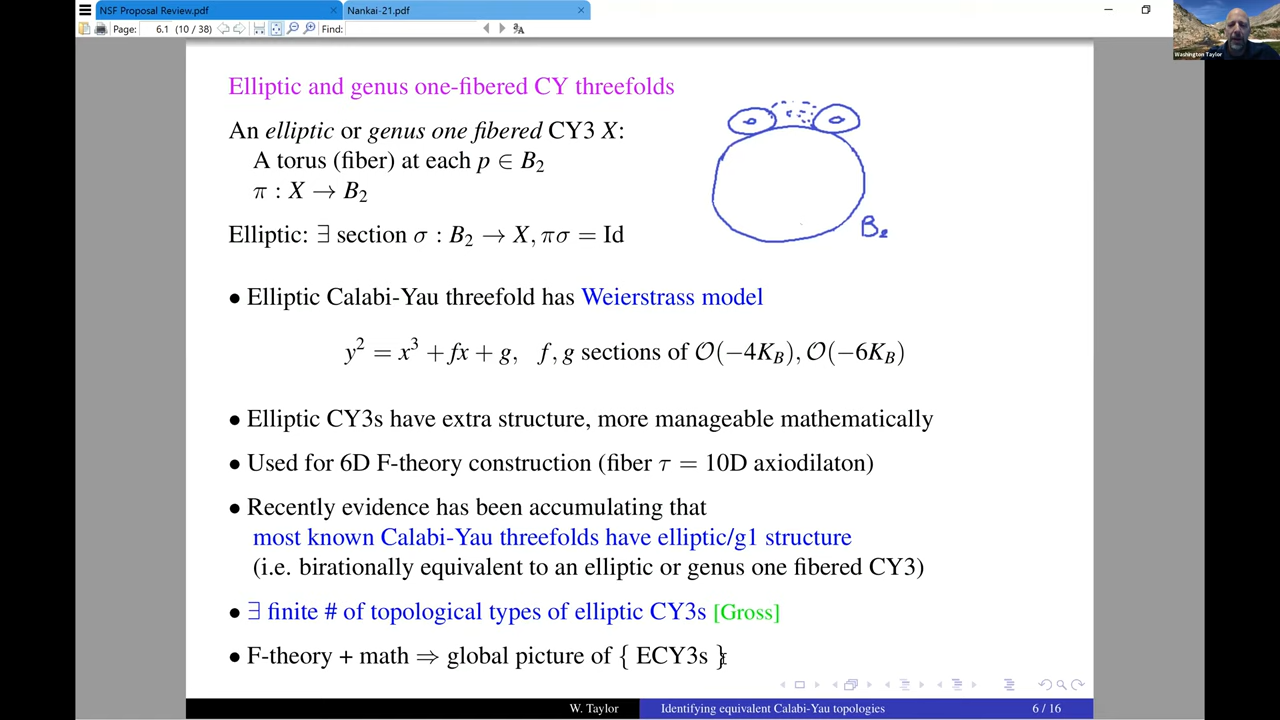 NSF Proposal Review.pdf
Nankai-21.pdf
Page: 6.1 (10 / 38) Find:
Washington Taylor
Elliptic and genus one-fibered CY threefolds
An elliptic or genus one fibered CY3 X:
A torus (fiber) at each p ∈ B₂
π : X → B₂
Elliptic: ∃ section σ : B₂ → X, πσ = Id
B₂
• Elliptic Calabi-Yau threefold has Weierstrass model
y² = x³ + fx + g, f, g sections of 𝒪(−4K_B), 𝒪(−6K_B)
• Elliptic CY3s have extra structure, more manageable mathematically
• Used for 6D F-theory construction (fiber τ = 10D axiodilaton)
• Recently evidence has been accumulating that
most known Calabi-Yau threefolds have elliptic/g1 structure
(i.e. birationally equivalent to an elliptic or genus one fibered CY3)
• ∃ finite # of topological types of elliptic CY3s [Gross]
• F-theory + math ⇒ global picture of { ECY3s }
W. Taylor Identifying equivalent Calabi-Yau topologies 6 / 16